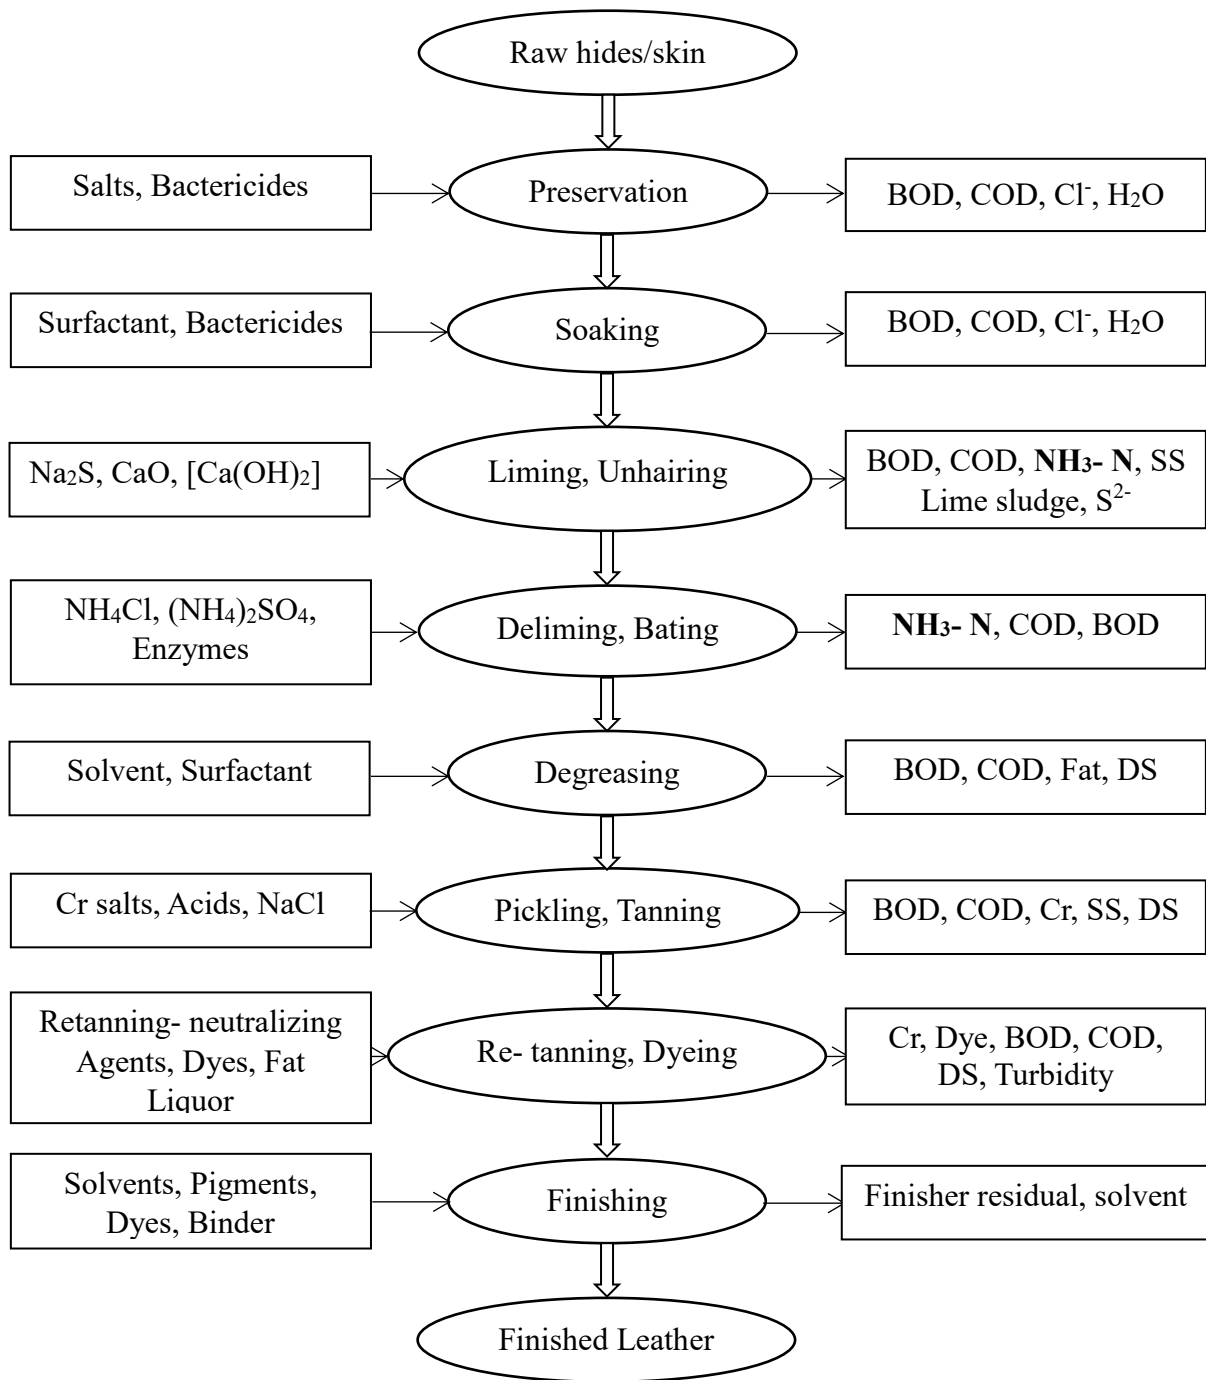 Raw hides/skin
Salts, Bactericides
Preservation
BOD, COD, Cl⁻, H₂O
Surfactant, Bactericides
Soaking
BOD, COD, Cl⁻, H₂O
Na₂S, CaO, [Ca(OH)₂]
Liming, Unhairing
BOD, COD, NH₃- N, SS
Lime sludge, S²⁻
NH₄Cl, (NH₄)₂SO₄,
Enzymes
Deliming, Bating
NH₃- N, COD, BOD
Solvent, Surfactant
Degreasing
BOD, COD, Fat, DS
Cr salts, Acids, NaCl
Pickling, Tanning
BOD, COD, Cr, SS, DS
Retanning- neutralizing
Agents, Dyes, Fat
Liquor
Re- tanning, Dyeing
Cr, Dye, BOD, COD,
DS, Turbidity
Solvents, Pigments,
Dyes, Binder
Finishing
Finisher residual, solvent
Finished Leather